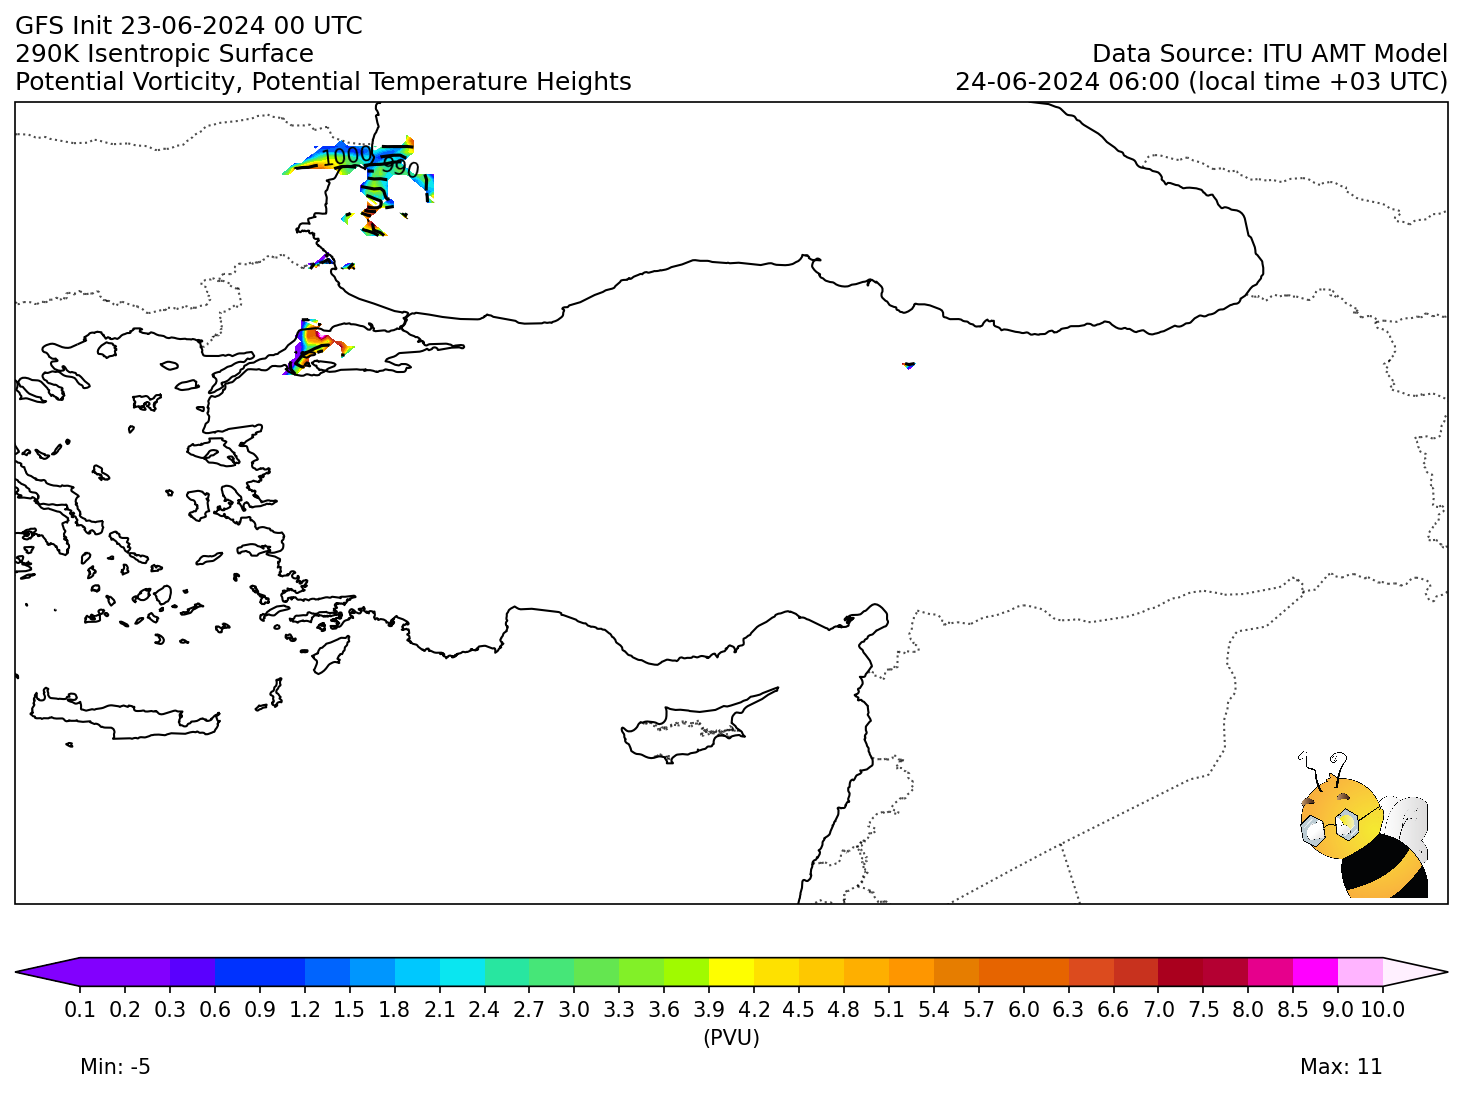 GFS Init 23-06-2024 00 UTC
290K Isentropic Surface
Potential Vorticity, Potential Temperature Heights
Data Source: ITU AMT Model
24-06-2024 06:00 (local time +03 UTC)
1000
990
0.1 0.2 0.3 0.6 0.9 1.2 1.5 1.8 2.1 2.4 2.7 3.0 3.3 3.6 3.9 4.2 4.5 4.8 5.1 5.4 5.7 6.0 6.3 6.6 7.0 7.5 8.0 8.5 9.0 10.0
(PVU)
Min: -5
Max: 11